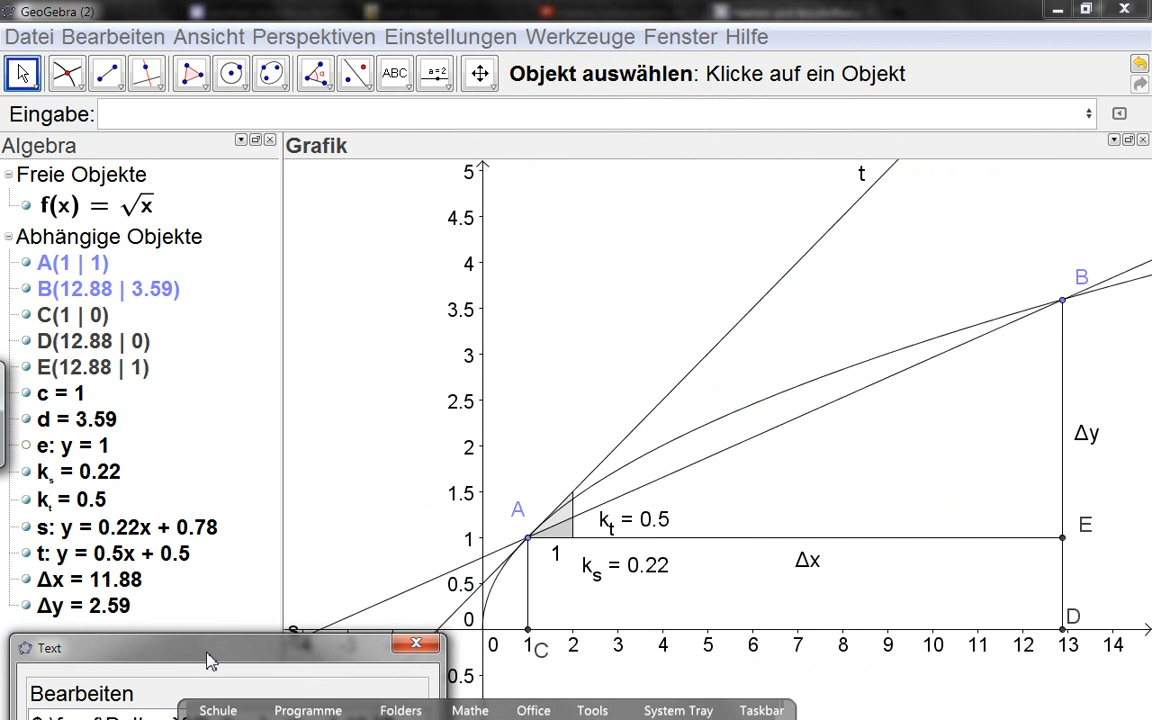 GeoGebra (2)
Datei Bearbeiten Ansicht Perspektiven Einstellungen Werkzeuge Fenster Hilfe
ABC
a=2
Objekt auswählen: Klicke auf ein Objekt
Eingabe:
Algebra
Grafik
Freie Objekte
f(x) = √x
Abhängige Objekte
A(1 | 1)
B(12.88 | 3.59)
C(1 | 0)
D(12.88 | 0)
E(12.88 | 1)
c = 1
d = 3.59
e: y = 1
kₛ = 0.22
kₜ = 0.5
s: y = 0.22x + 0.78
t: y = 0.5x + 0.5
Δx = 11.88
Δy = 2.59
5
4.5
4
3.5
3
2.5
2
1.5
1
0.5
0
0.5
t
B
Δy
A
kₜ = 0.5
E
1
kₛ = 0.22
Δx
D
s
0 1 2 3 4 5 6 7 8 9 10 11 12 13 14
C
Text
Bearbeiten
Schule Programme Folders Mathe Office Tools System Tray Taskbar